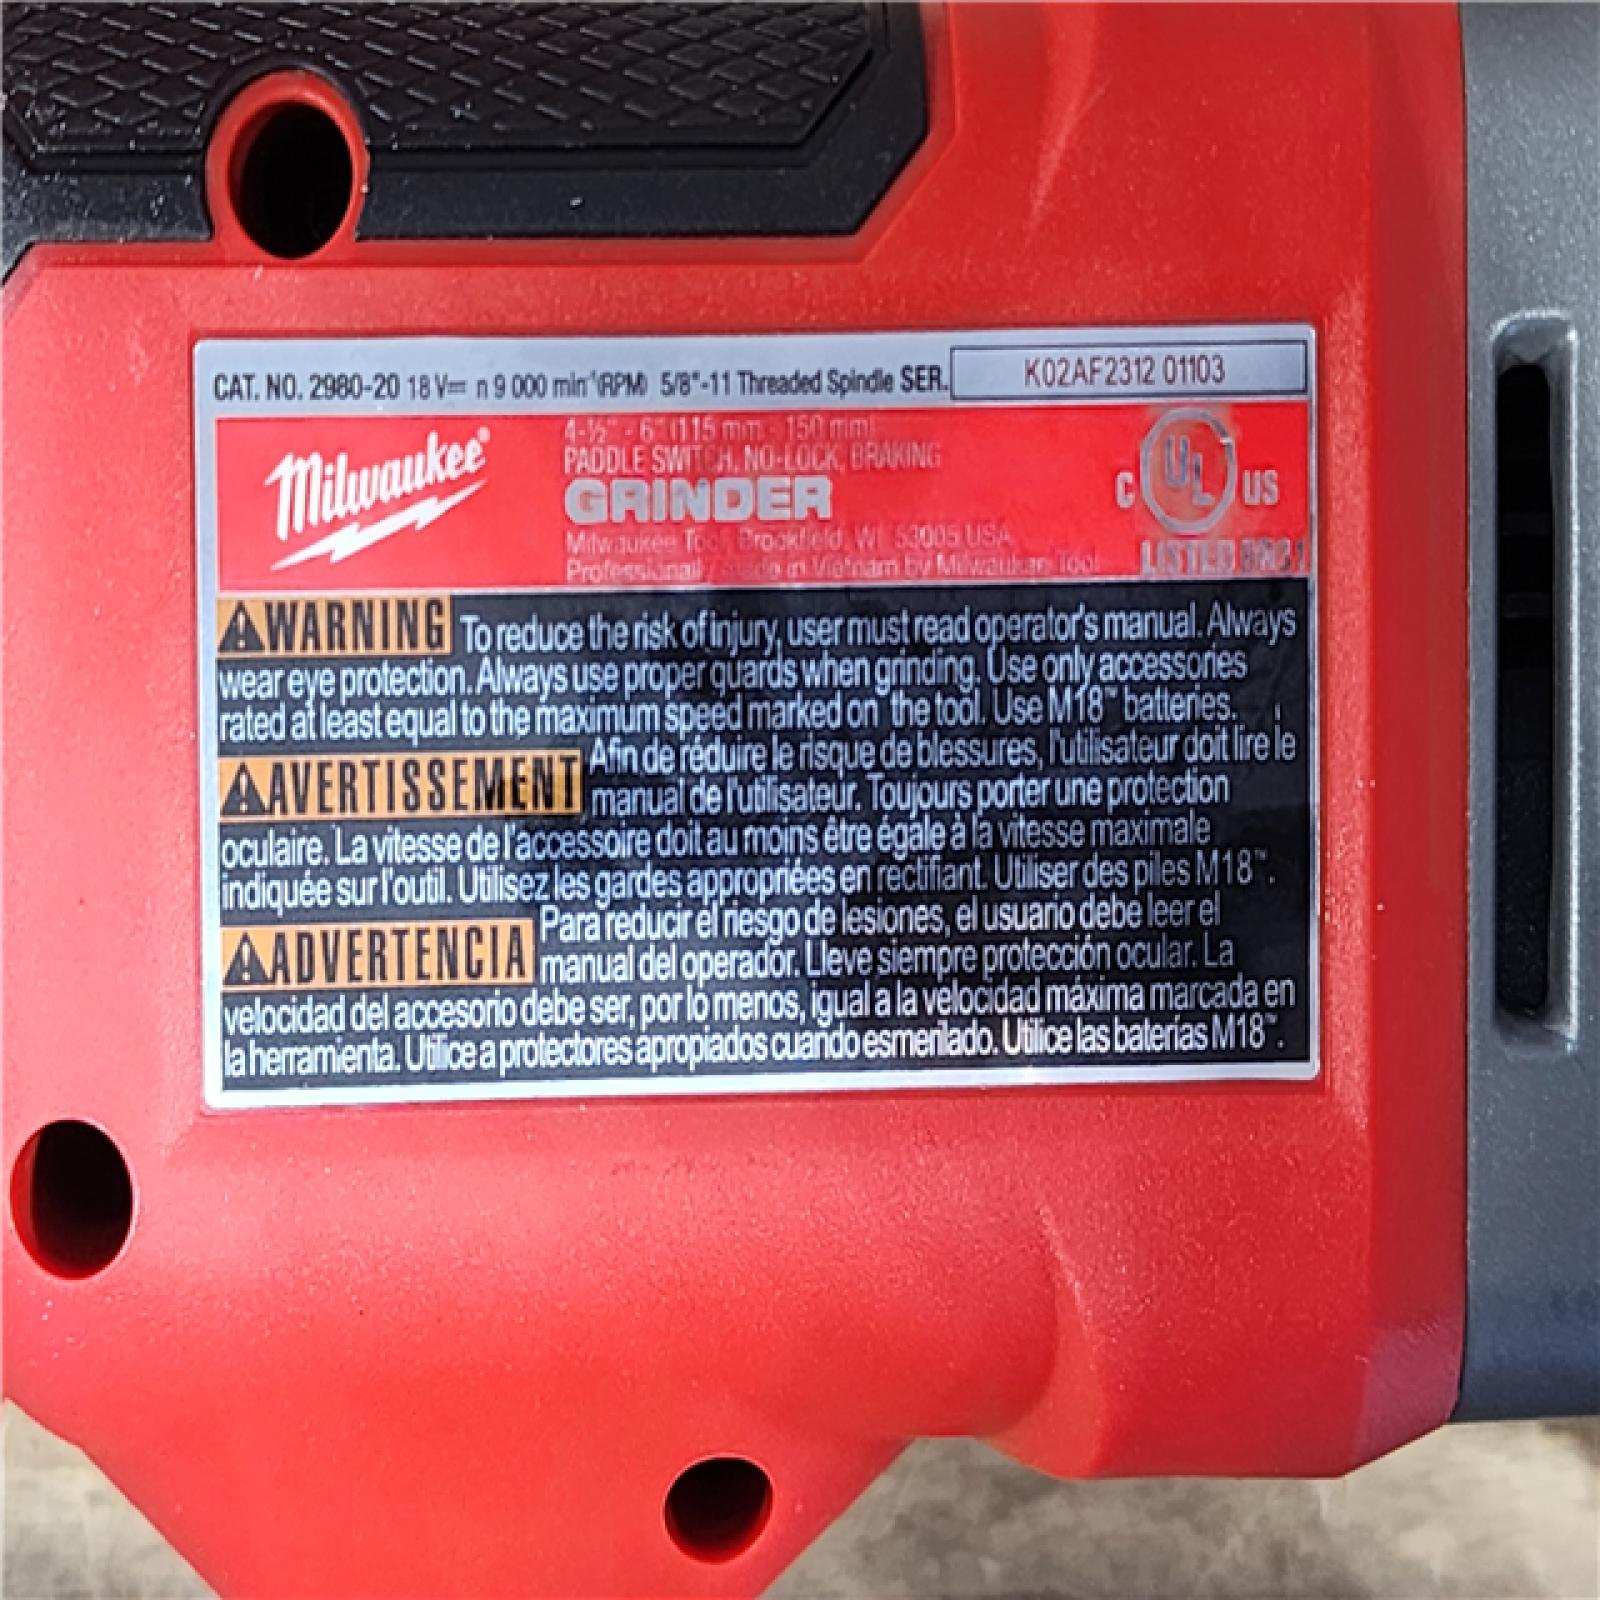 CAT. NO. 2980-20 18 V⎓ n 9 000 min⁻¹(RPM) 5/8"-11 Threaded Spindle SER. K02AF2312 01103
Milwaukee®
4-½" - 6" (115 mm - 150 mm)
PADDLE SWITCH, NO-LOCK, BRAKING
GRINDER
Milwaukee Tool, Brookfield, WI 53005 USA
Professionally made in Vietnam by Milwaukee Tool
C UL US
LISTED
⚠WARNING To reduce the risk of injury, user must read operator's manual. Always
wear eye protection. Always use proper guards when grinding. Use only accessories
rated at least equal to the maximum speed marked on the tool. Use M18™ batteries.
⚠AVERTISSEMENT Afin de réduire le risque de blessures, l'utilisateur doit lire le
manual de l'utilisateur. Toujours porter une protection
oculaire. La vitesse de l'accessoire doit au moins être égale à la vitesse maximale
indiquée sur l'outil. Utilisez les gardes appropriées en rectifiant. Utiliser des piles M18™.
⚠ADVERTENCIA Para reducir el riesgo de lesiones, el usuario debe leer el
manual del operador. Lleve siempre protección ocular. La
velocidad del accesorio debe ser, por lo menos, igual a la velocidad máxima marcada en
la herramienta. Utilice a protectores apropiados cuando esmerilado. Utilice las baterías M18™.